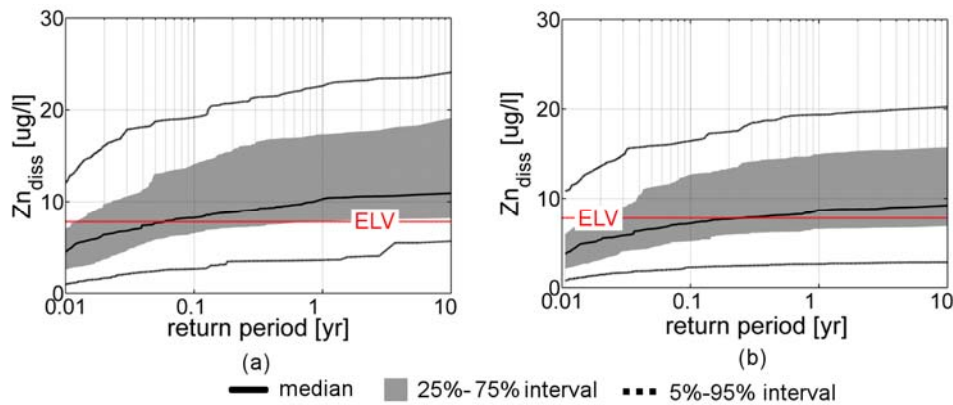 30
20
10
0
Zn_diss [ug/l]
ELV
0.01 0.1 1 10
return period [yr]
(a)
30
20
10
0
Zn_diss [ug/l]
ELV
0.01 0.1 1 10
return period [yr]
(b)
median 25%-75% interval 5%-95% interval